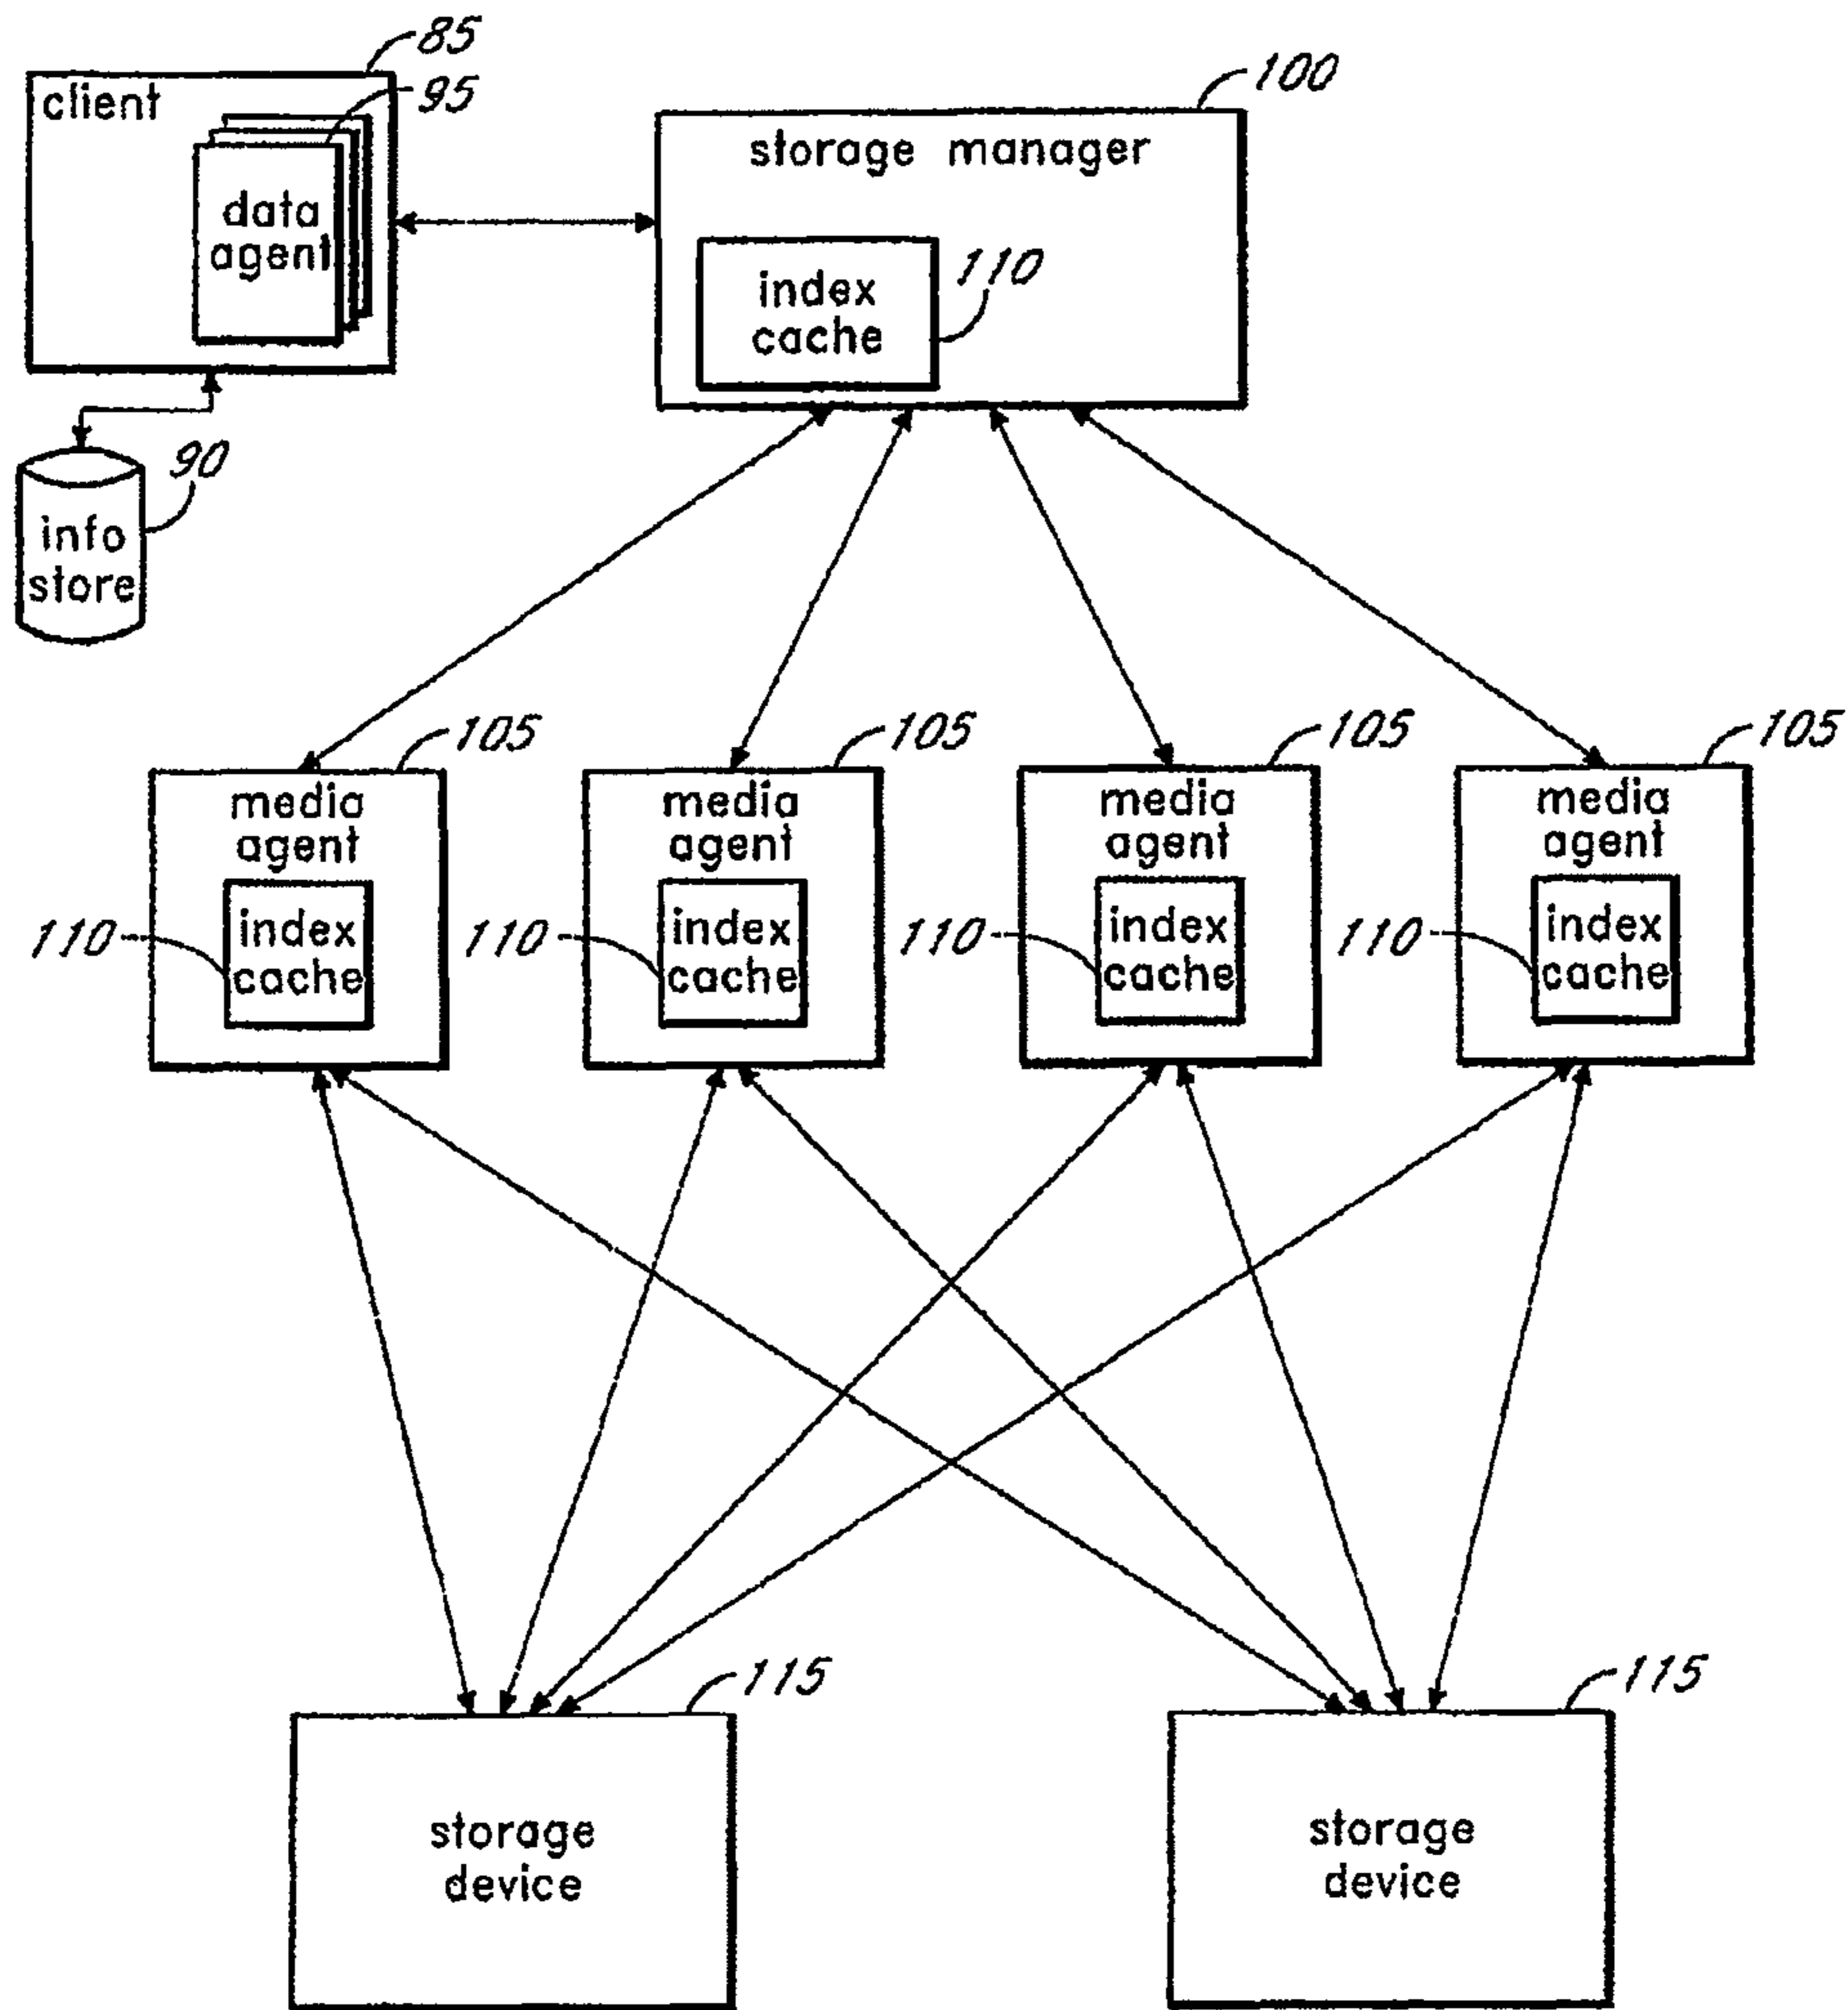 85
client
95
data
agent
100
storage manager
index
cache
110
90
info
store
105
media
agent
110
index
cache
105
media
agent
110
index
cache
105
media
agent
110
index
cache
105
media
agent
110
index
cache
115
storage
device
115
storage
device